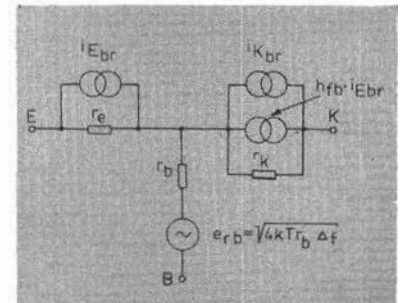 iEbr
iKbr
hfb·iEbr
E
re
K
rk
rb
erb=√4kTrb Δf
B